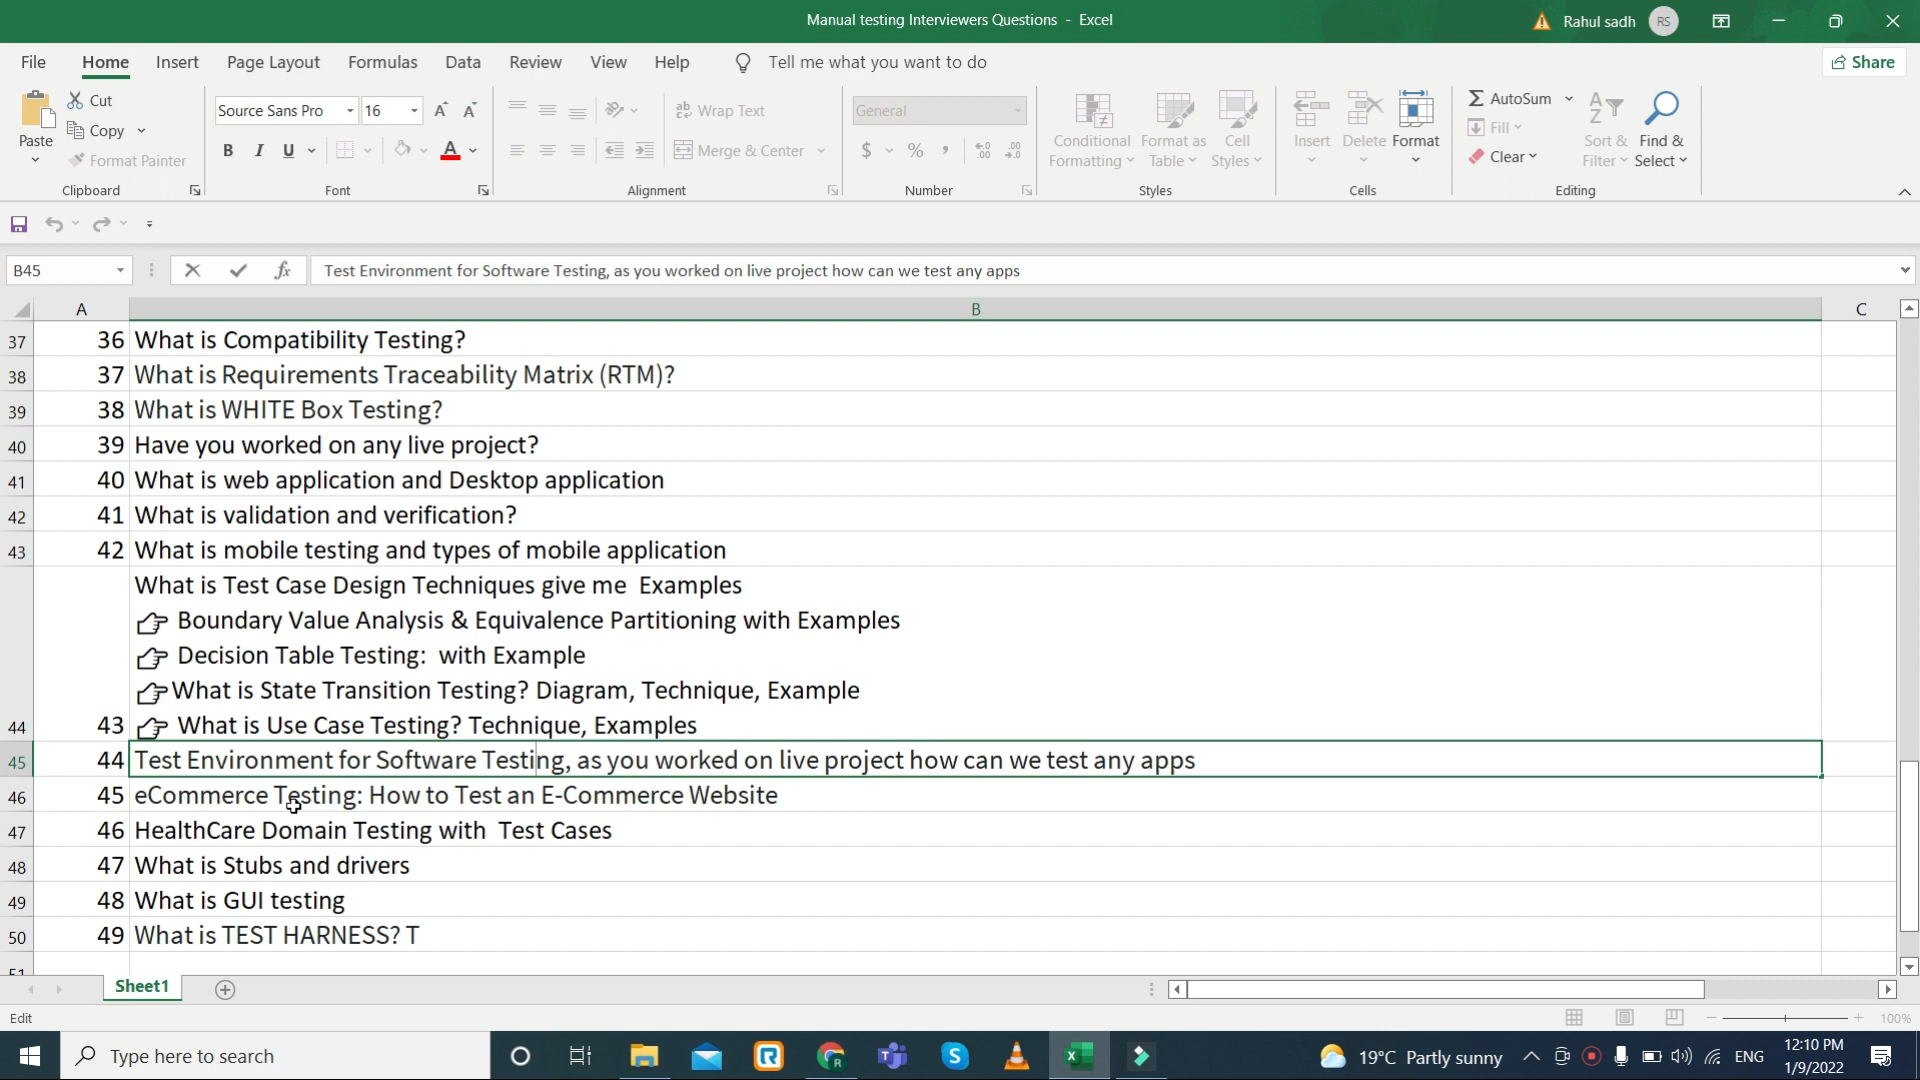 Manual testing Interviewers Questions - Excel
Rahul sadh RS
File Home Insert Page Layout Formulas Data Review View Help Tell me what you want to do Share
Paste
Cut
Copy
Format Painter
Clipboard
Source Sans Pro 16
B I U
Font
Wrap Text
Merge & Center
Alignment
General
$ % ,
Number
Conditional Formatting
Format as Table
Cell Styles
Styles
Insert Delete Format
Cells
AutoSum
Fill
Clear
Sort & Filter
Find & Select
Editing
B45
fx
Test Environment for Software Testing, as you worked on live project how can we test any apps
A B C
37 36 What is Compatibility Testing?
38 37 What is Requirements Traceability Matrix (RTM)?
39 38 What is WHITE Box Testing?
40 39 Have you worked on any live project?
41 40 What is web application and Desktop application
42 41 What is validation and verification?
43 42 What is mobile testing and types of mobile application
What is Test Case Design Techniques give me Examples
Boundary Value Analysis & Equivalence Partitioning with Examples
Decision Table Testing: with Example
What is State Transition Testing? Diagram, Technique, Example
44 43 What is Use Case Testing? Technique, Examples
45 44 Test Environment for Software Testing, as you worked on live project how can we test any apps
46 45 eCommerce Testing: How to Test an E-Commerce Website
47 46 HealthCare Domain Testing with Test Cases
48 47 What is Stubs and drivers
49 48 What is GUI testing
50 49 What is TEST HARNESS? T
51
Sheet1
Edit
100%
Type here to search
19°C Partly sunny
ENG
12:10 PM
1/9/2022